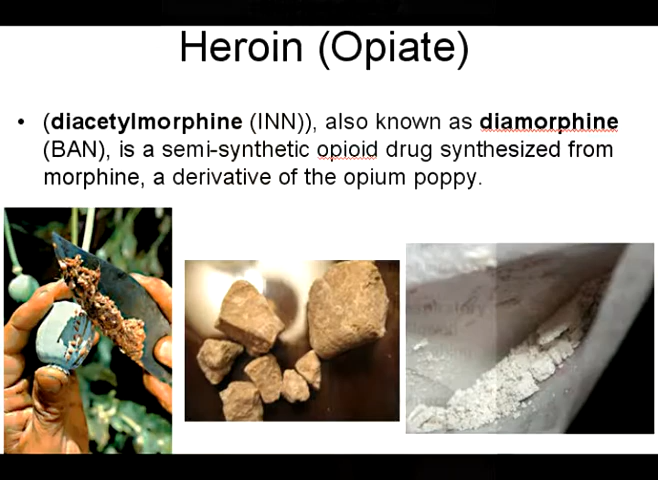 Heroin (Opiate)
• (diacetylmorphine (INN)), also known as diamorphine
(BAN), is a semi-synthetic opioid drug synthesized from
morphine, a derivative of the opium poppy.